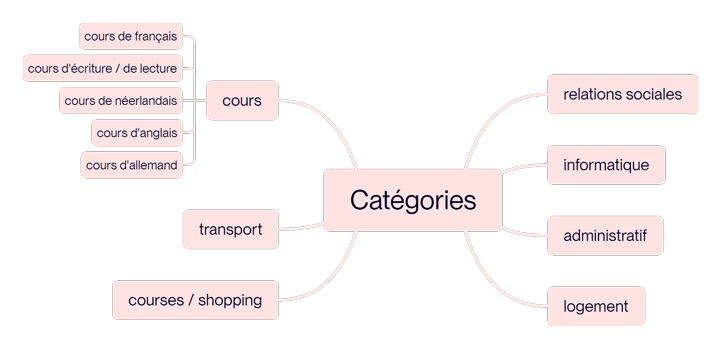 cours de français
cours d'écriture / de lecture
cours de néerlandais
cours d'anglais
cours d'allemand
cours
transport
courses / shopping
Catégories
relations sociales
informatique
administratif
logement